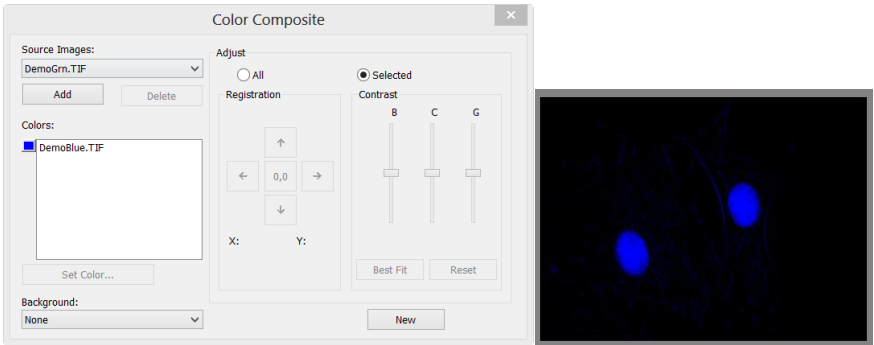 Color Composite
Source Images:
DemoGrn.TIF
Add
Delete
Colors:
DemoBlue.TIF
Set Color...
Background:
None
Adjust
All
Selected
Registration
0,0
X:
Y:
Contrast
B
C
G
Best Fit
Reset
New